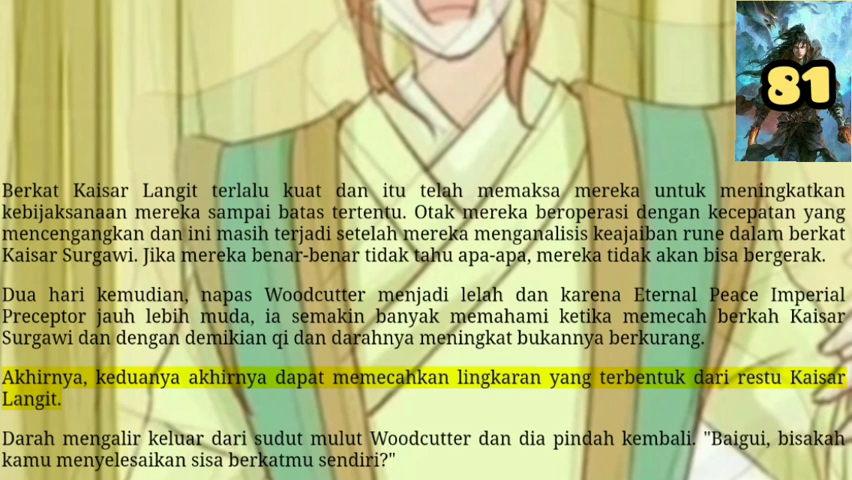 81
Berkat Kaisar Langit terlalu kuat dan itu telah memaksa mereka untuk meningkatkan
kebijaksanaan mereka sampai batas tertentu. Otak mereka beroperasi dengan kecepatan yang
mencengangkan dan ini masih terjadi setelah mereka menganalisis keajaiban rune dalam berkat
Kaisar Surgawi. Jika mereka benar-benar tidak tahu apa-apa, mereka tidak akan bisa bergerak.
Dua hari kemudian, napas Woodcutter menjadi lelah dan karena Eternal Peace Imperial
Preceptor jauh lebih muda, ia semakin banyak memahami ketika memecah berkah Kaisar
Surgawi dan dengan demikian qi dan darahnya meningkat bukannya berkurang.
Akhirnya, keduanya akhirnya dapat memecahkan lingkaran yang terbentuk dari restu Kaisar
Langit.
Darah mengalir keluar dari sudut mulut Woodcutter dan dia pindah kembali. "Baigui, bisakah
kamu menyelesaikan sisa berkatmu sendiri?"